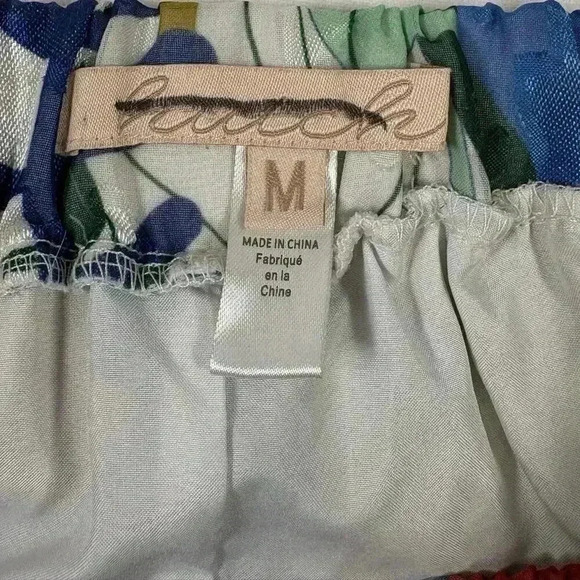 hutch
M
MADE IN CHINA
Fabriqué
en la
Chine